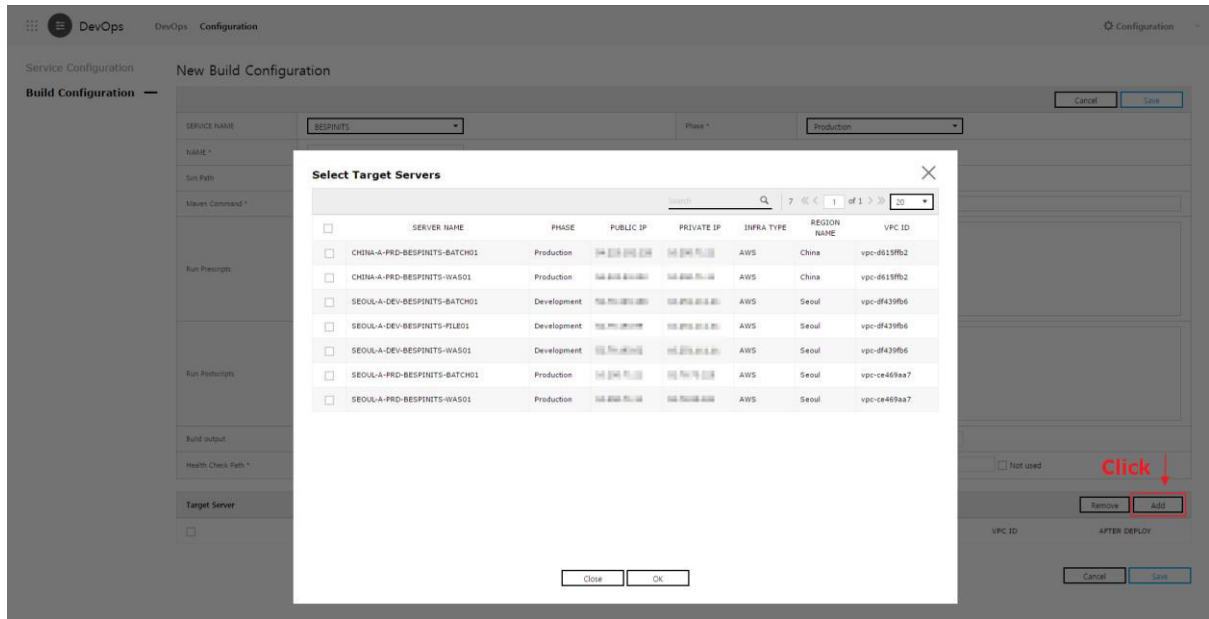 DevOps DevOps Configuration Configuration
Service Configuration
Build Configuration
New Build Configuration
Cancel Save
SERVICE NAME BESPINITS Phase * Production
NAME *
Svn Path
Maven Command *
Run Prescripts
Run Postscripts
Build output
Health Check Path * Not used
Click
Target Server Remove Add
VPC ID AFTER DEPLOY
Cancel Save
Select Target Servers
Search 7 1 of 1 20
SERVER NAME PHASE PUBLIC IP PRIVATE IP INFRA TYPE REGION NAME VPC ID
CHINA-A-PRD-BESPINITS-BATCH01 Production AWS China vpc-d615ffb2
CHINA-A-PRD-BESPINITS-WAS01 Production AWS China vpc-d615ffb2
SEOUL-A-DEV-BESPINITS-BATCH01 Development AWS Seoul vpc-df439fb6
SEOUL-A-DEV-BESPINITS-FILE01 Development AWS Seoul vpc-df439fb6
SEOUL-A-DEV-BESPINITS-WAS01 Development AWS Seoul vpc-df439fb6
SEOUL-A-PRD-BESPINITS-BATCH01 Production AWS Seoul vpc-ce469aa7
SEOUL-A-PRD-BESPINITS-WAS01 Production AWS Seoul vpc-ce469aa7
Close OK